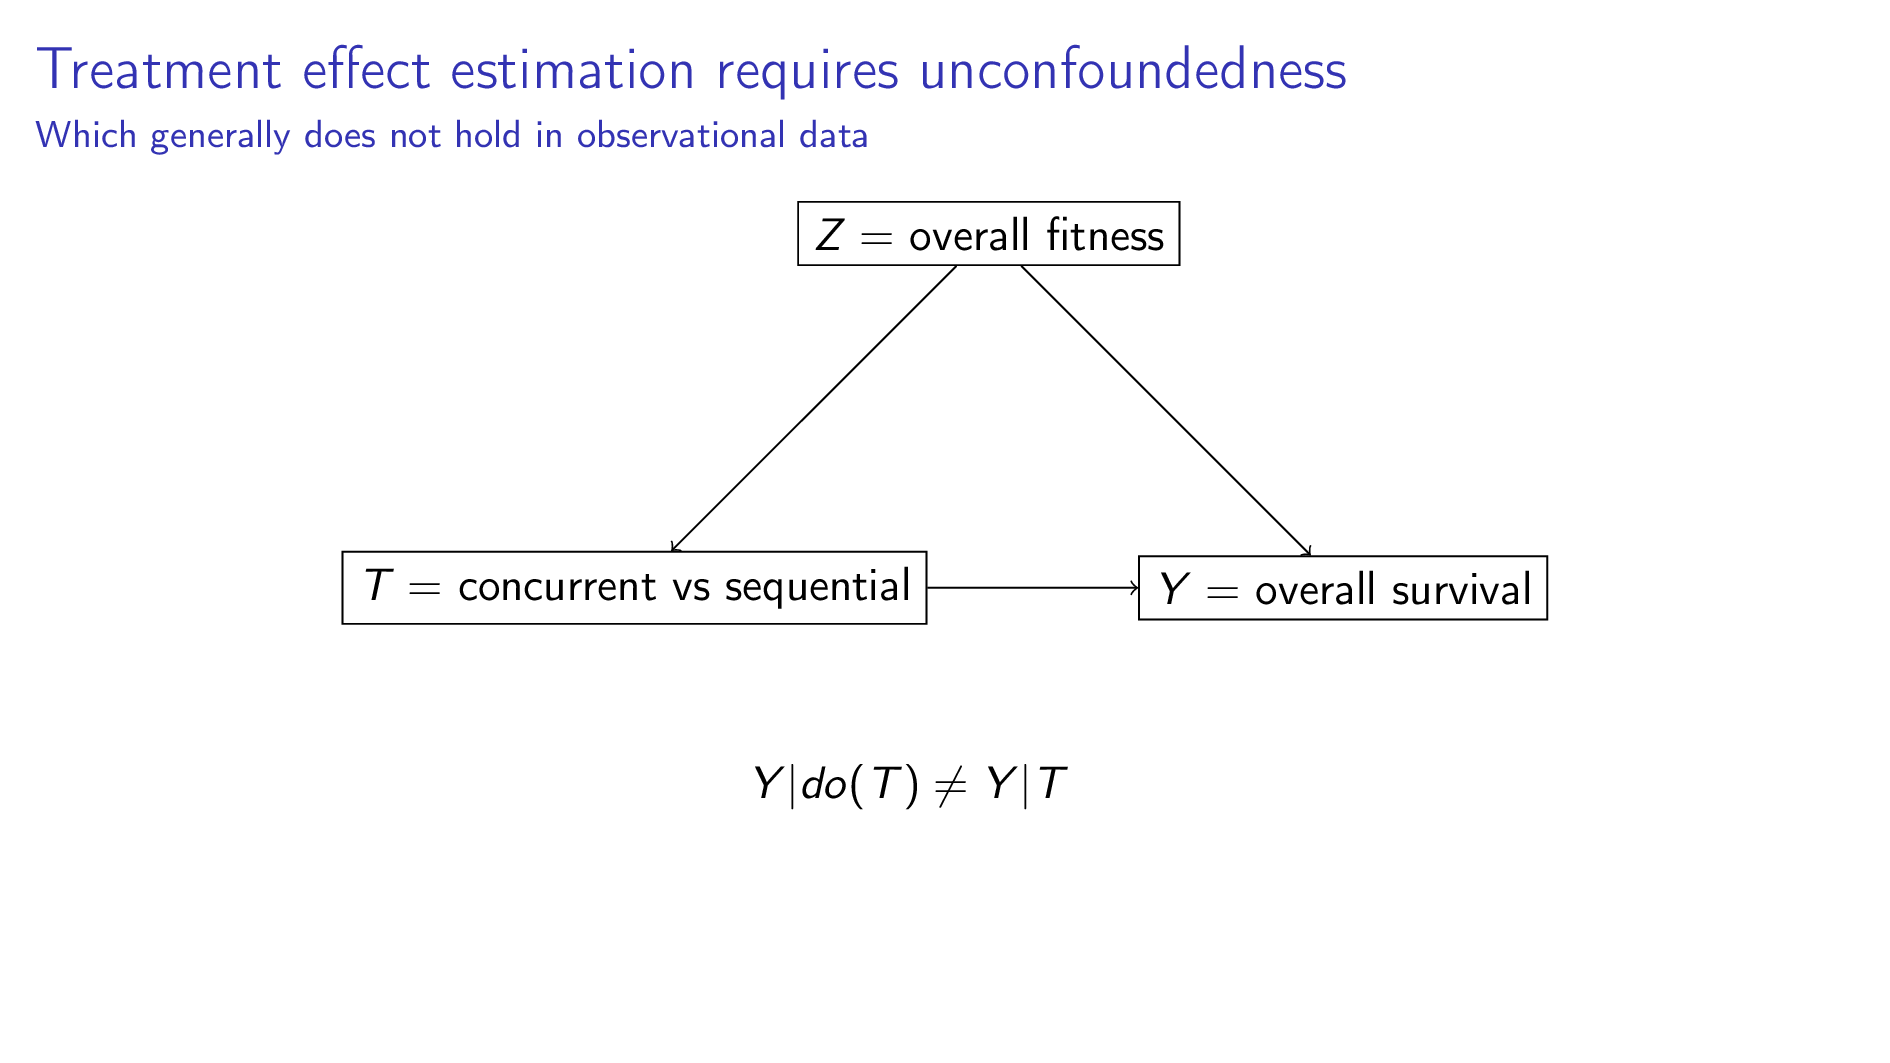 Treatment effect estimation requires unconfoundedness
Which generally does not hold in observational data
Z = overall fitness
T = concurrent vs sequential
Y = overall survival
Y|do(T) ≠ Y|T